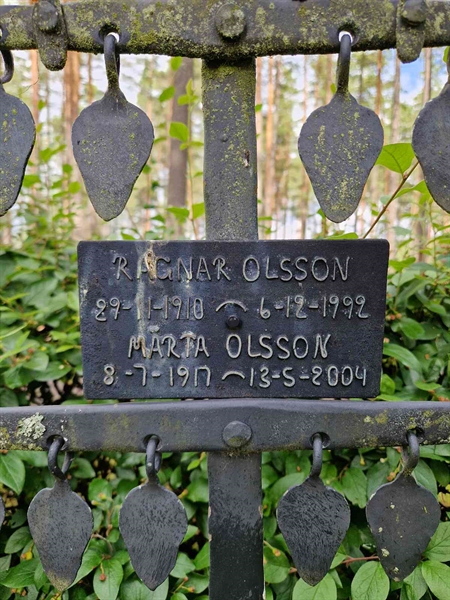 RAGNAR OLSSON
29-11-1910 ⁓ 6-12-1992
MÄRTA OLSSON
8-7-1917 ⁓ 13-5-2004